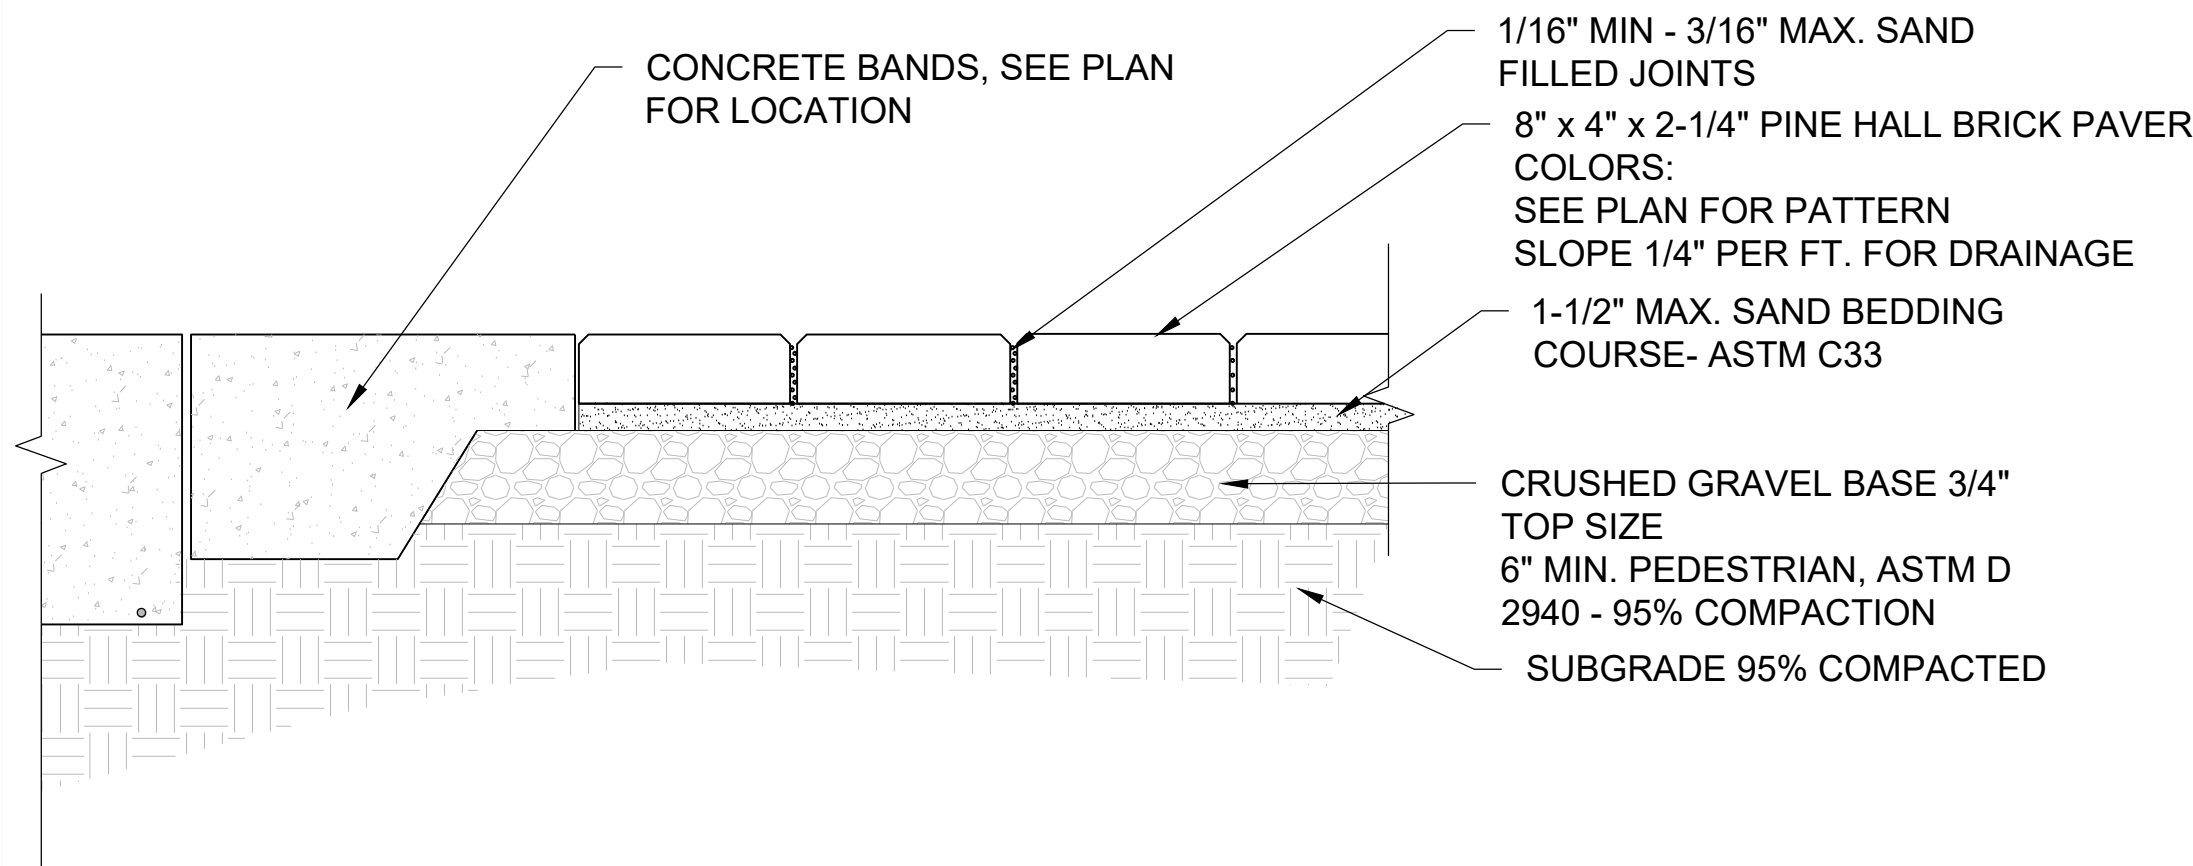 CONCRETE BANDS, SEE PLAN
FOR LOCATION
1/16" MIN - 3/16" MAX. SAND
FILLED JOINTS
8" x 4" x 2-1/4" PINE HALL BRICK PAVER
COLORS:
SEE PLAN FOR PATTERN
SLOPE 1/4" PER FT. FOR DRAINAGE
1-1/2" MAX. SAND BEDDING
COURSE- ASTM C33
CRUSHED GRAVEL BASE 3/4"
TOP SIZE
6" MIN. PEDESTRIAN, ASTM D
2940 - 95% COMPACTION
SUBGRADE 95% COMPACTED